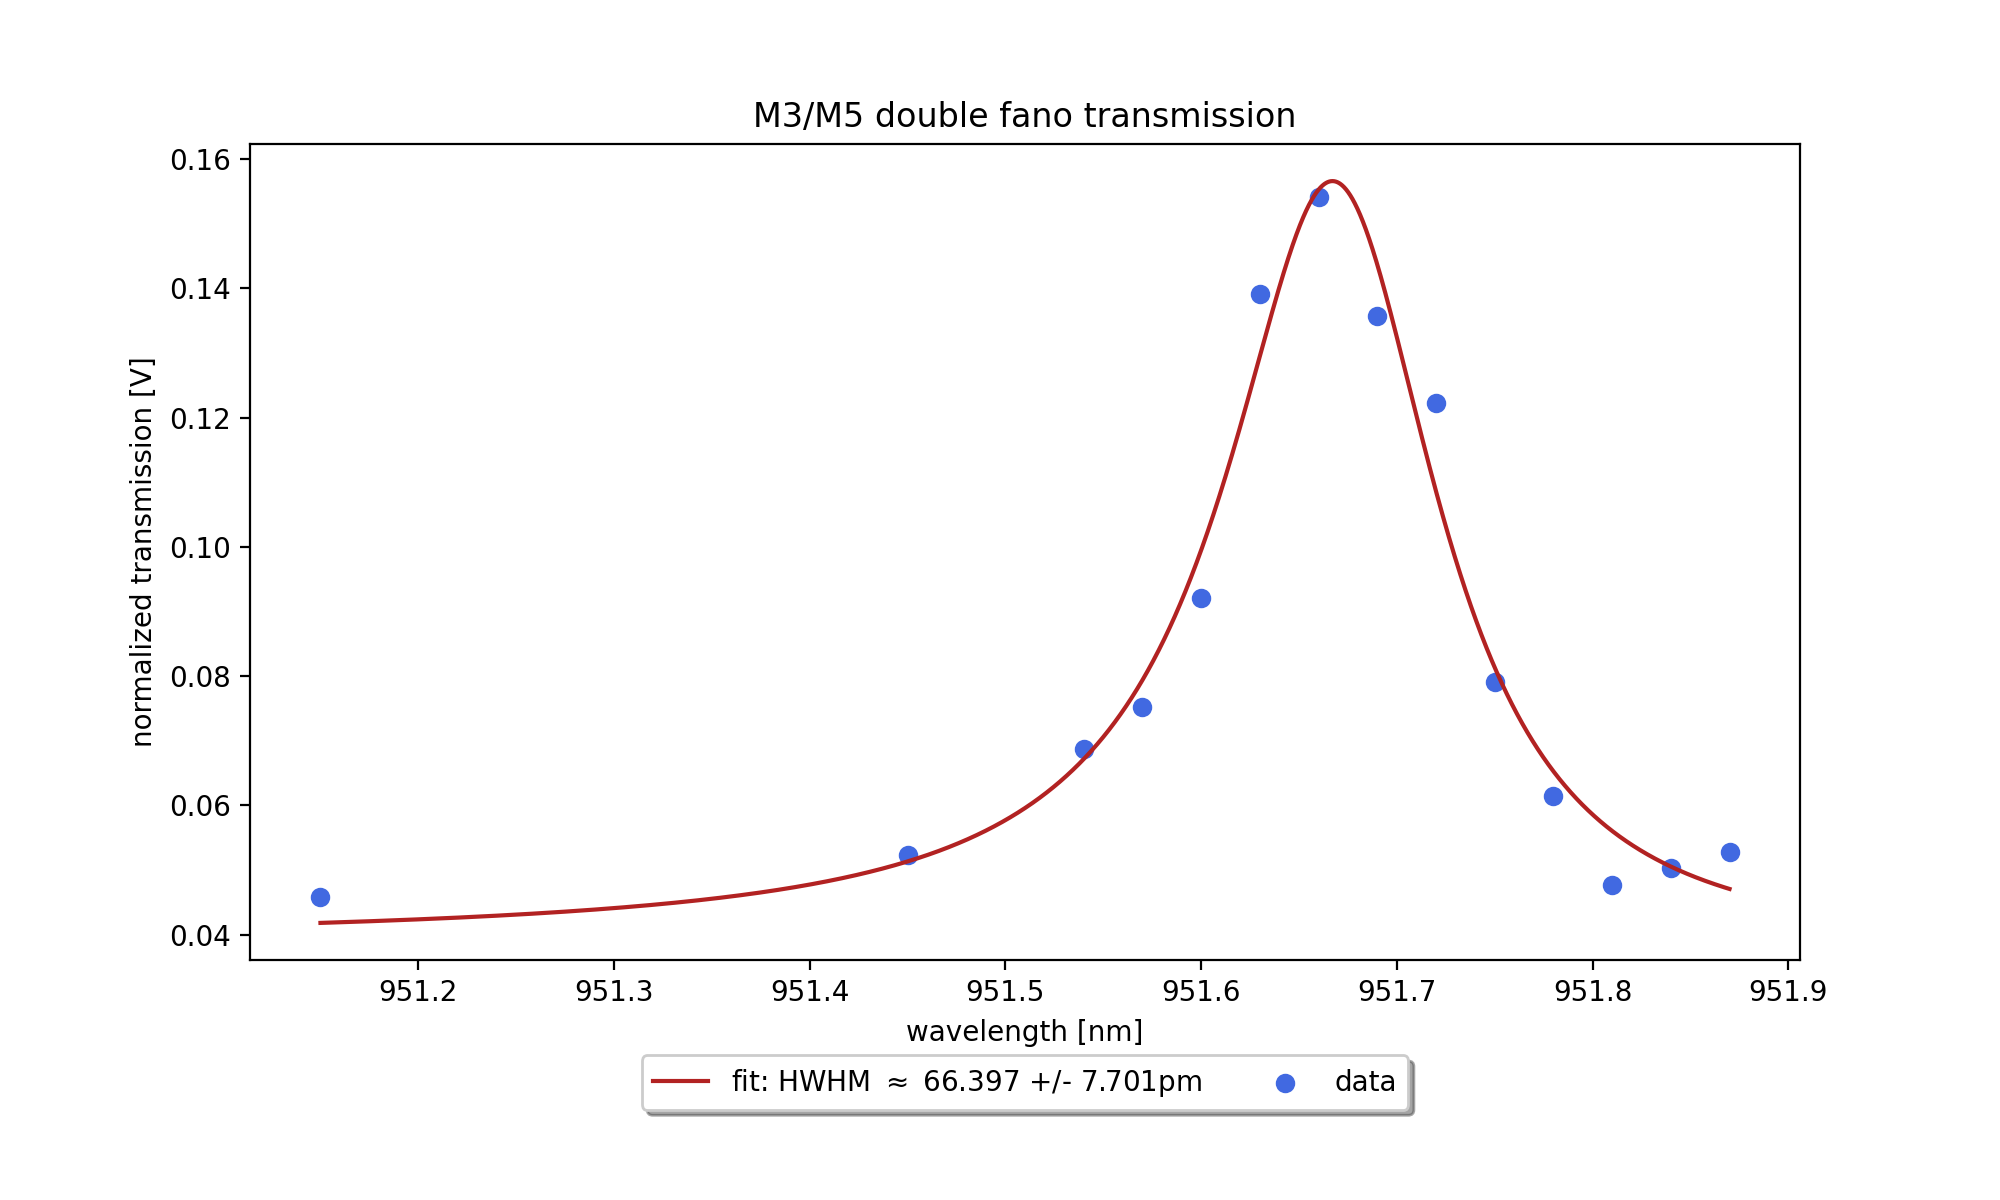 M3/M5 double fano transmission
normalized transmission [V]
0.16
0.14
0.12
0.10
0.08
0.06
0.04
951.2 951.3 951.4 951.5 951.6 951.7 951.8 951.9
wavelength [nm]
fit: HWHM ≈ 66.397 +/- 7.701pm data